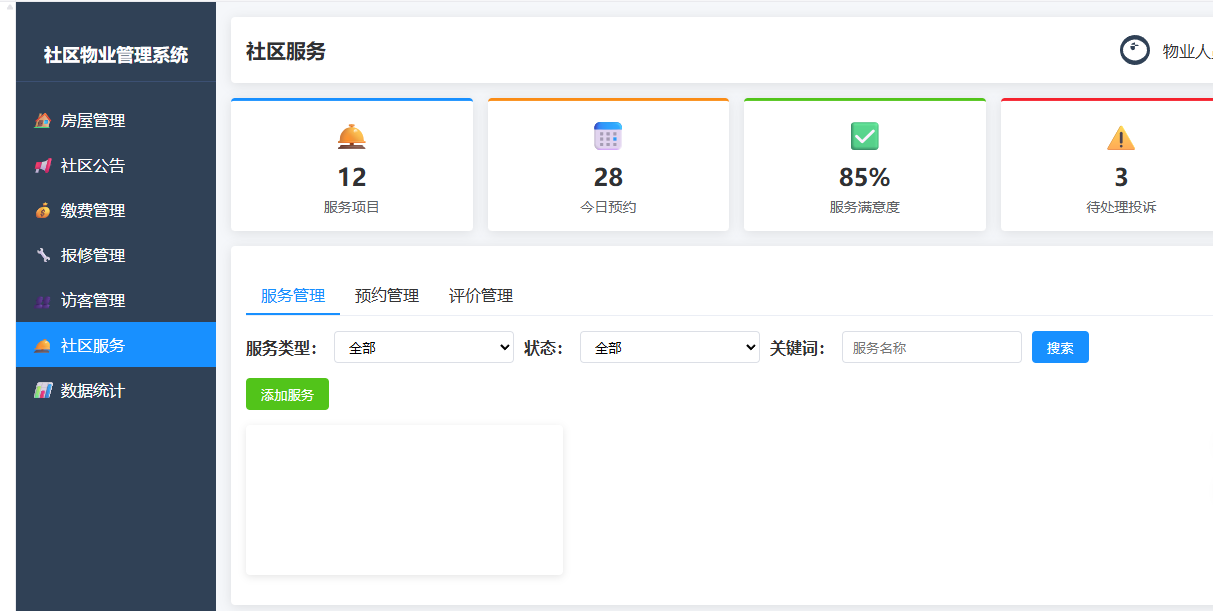 社区物业管理系统
房屋管理
社区公告
缴费管理
报修管理
访客管理
社区服务
数据统计
社区服务
物业人
12
服务项目
28
今日预约
85%
服务满意度
3
待处理投诉
服务管理 预约管理 评价管理
服务类型： 全部 状态： 全部 关键词： 服务名称 搜索
添加服务